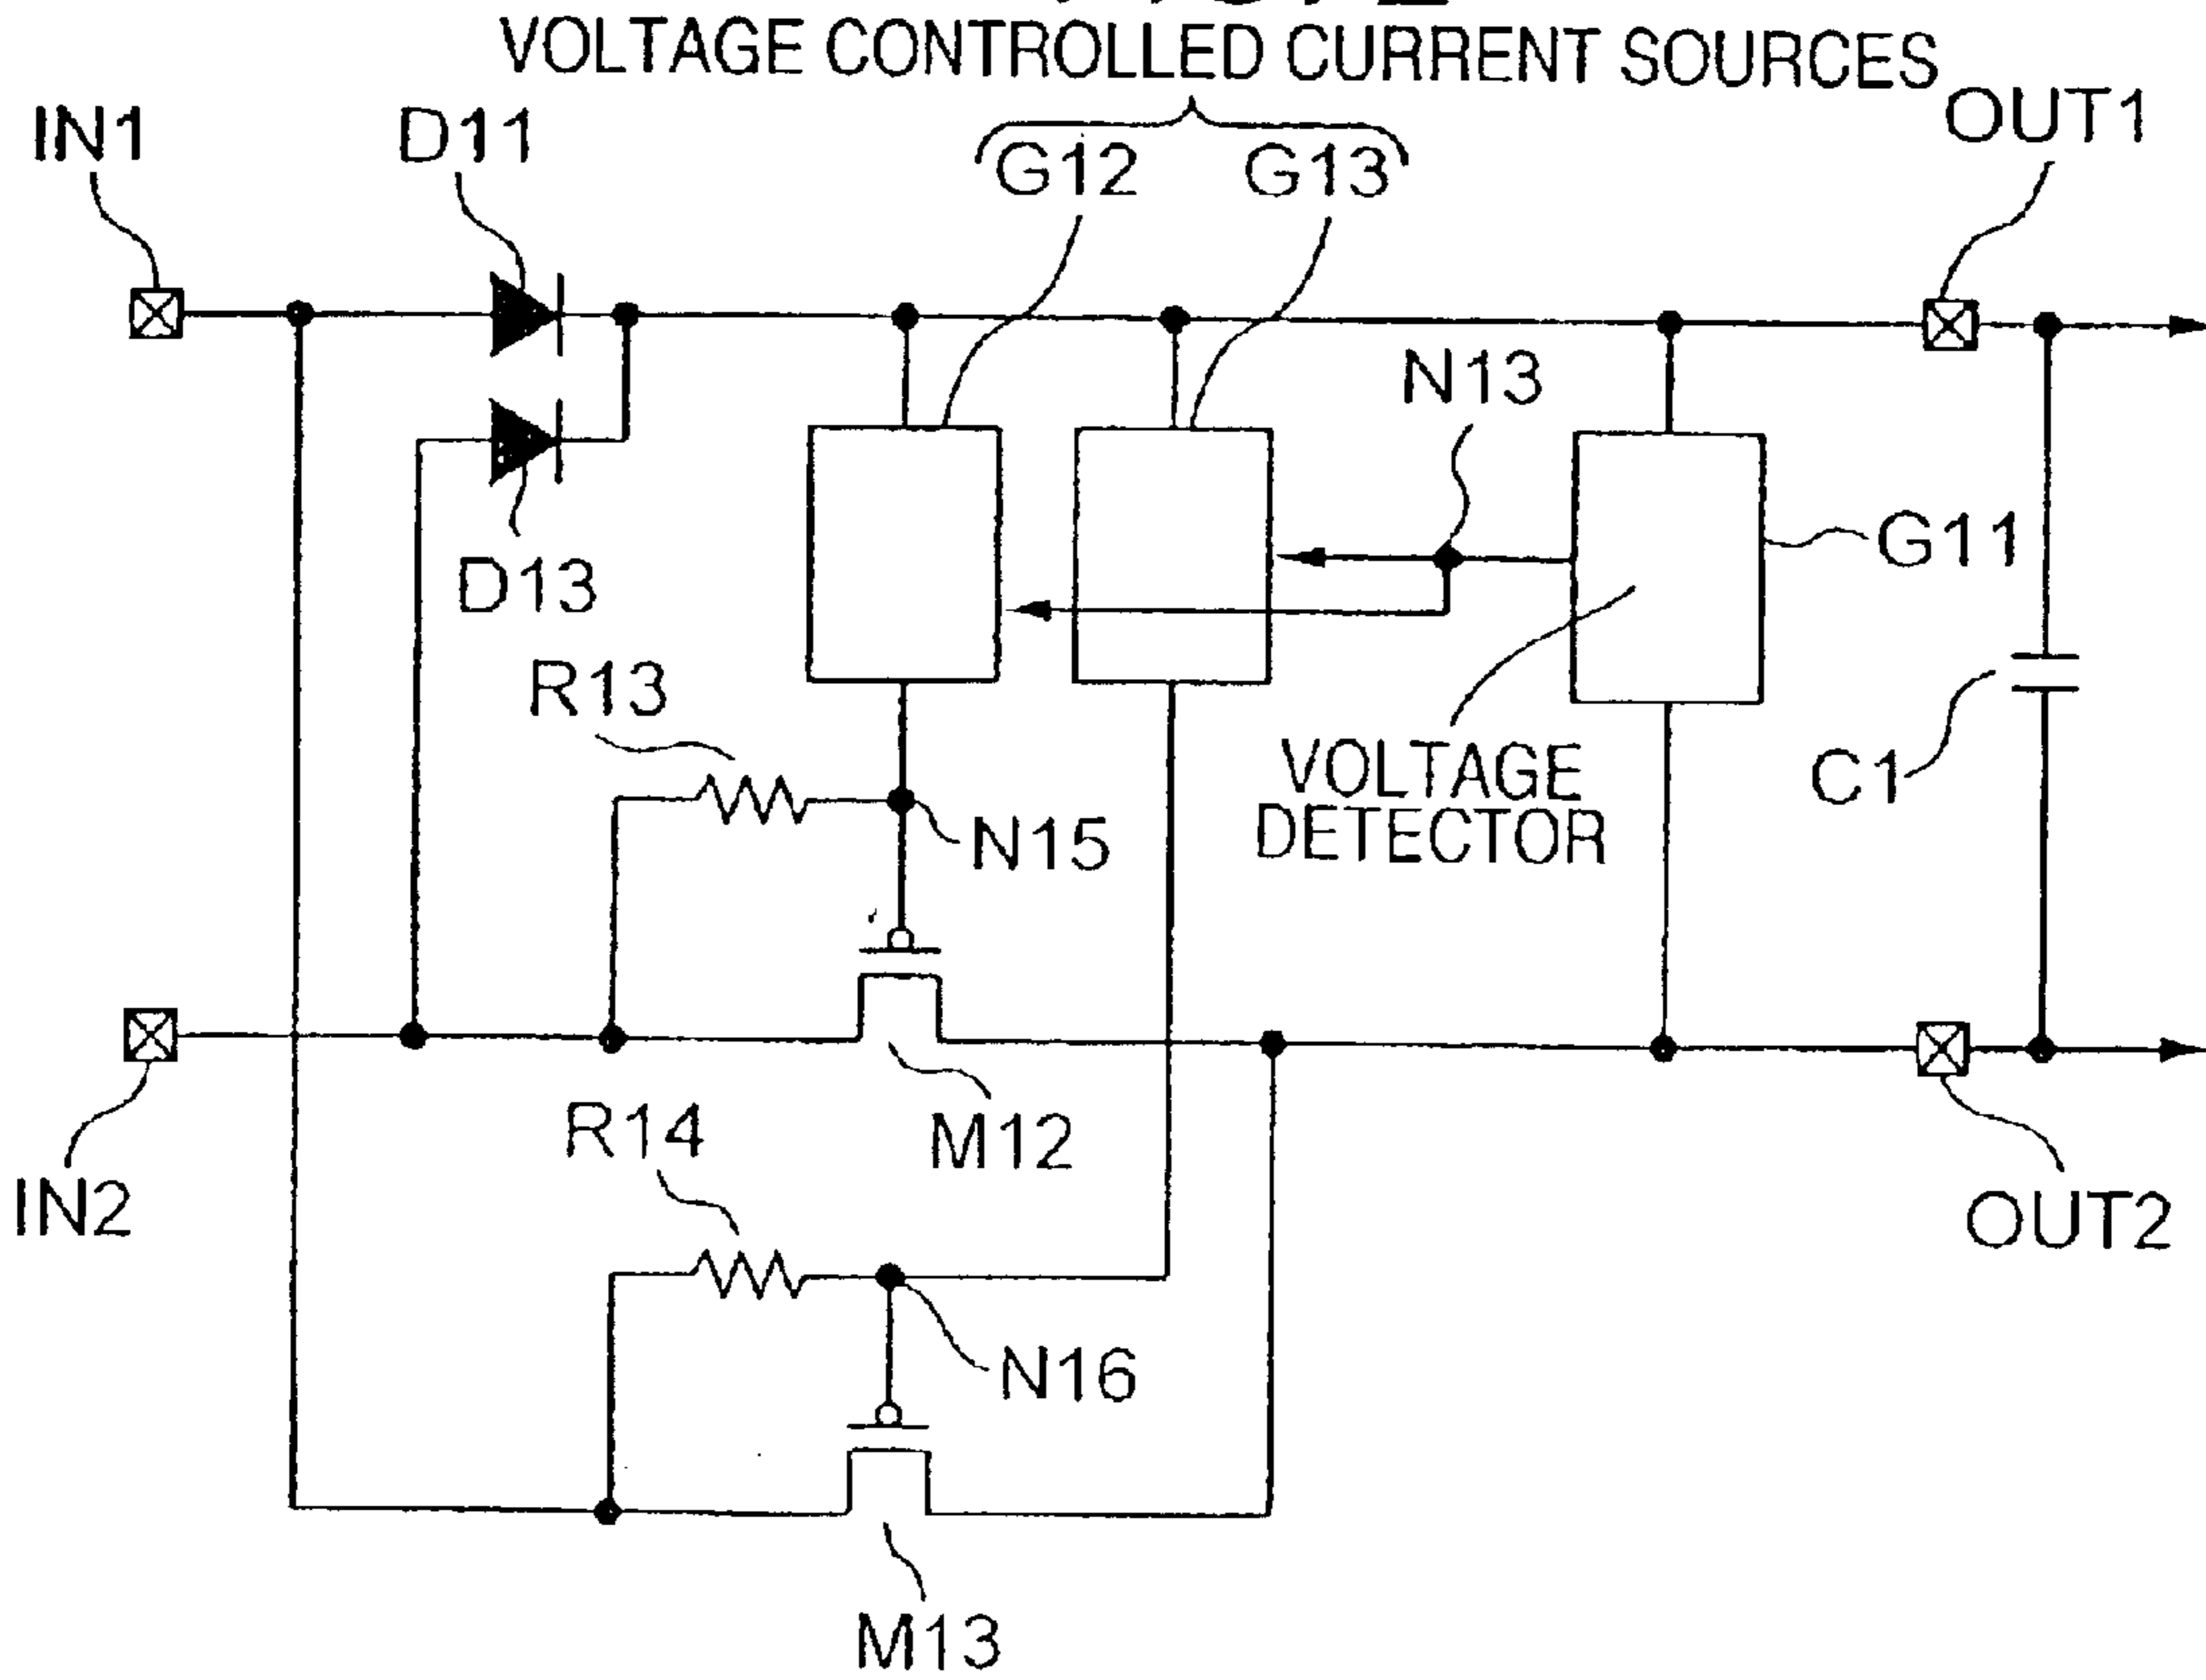 VOLTAGE CONTROLLED CURRENT SOURCES
IN1
D11
G12
G13
OUT1
N13
D13
G11
R13
VOLTAGE
DETECTOR
C1
N15
M12
R14
IN2
OUT2
N16
M13